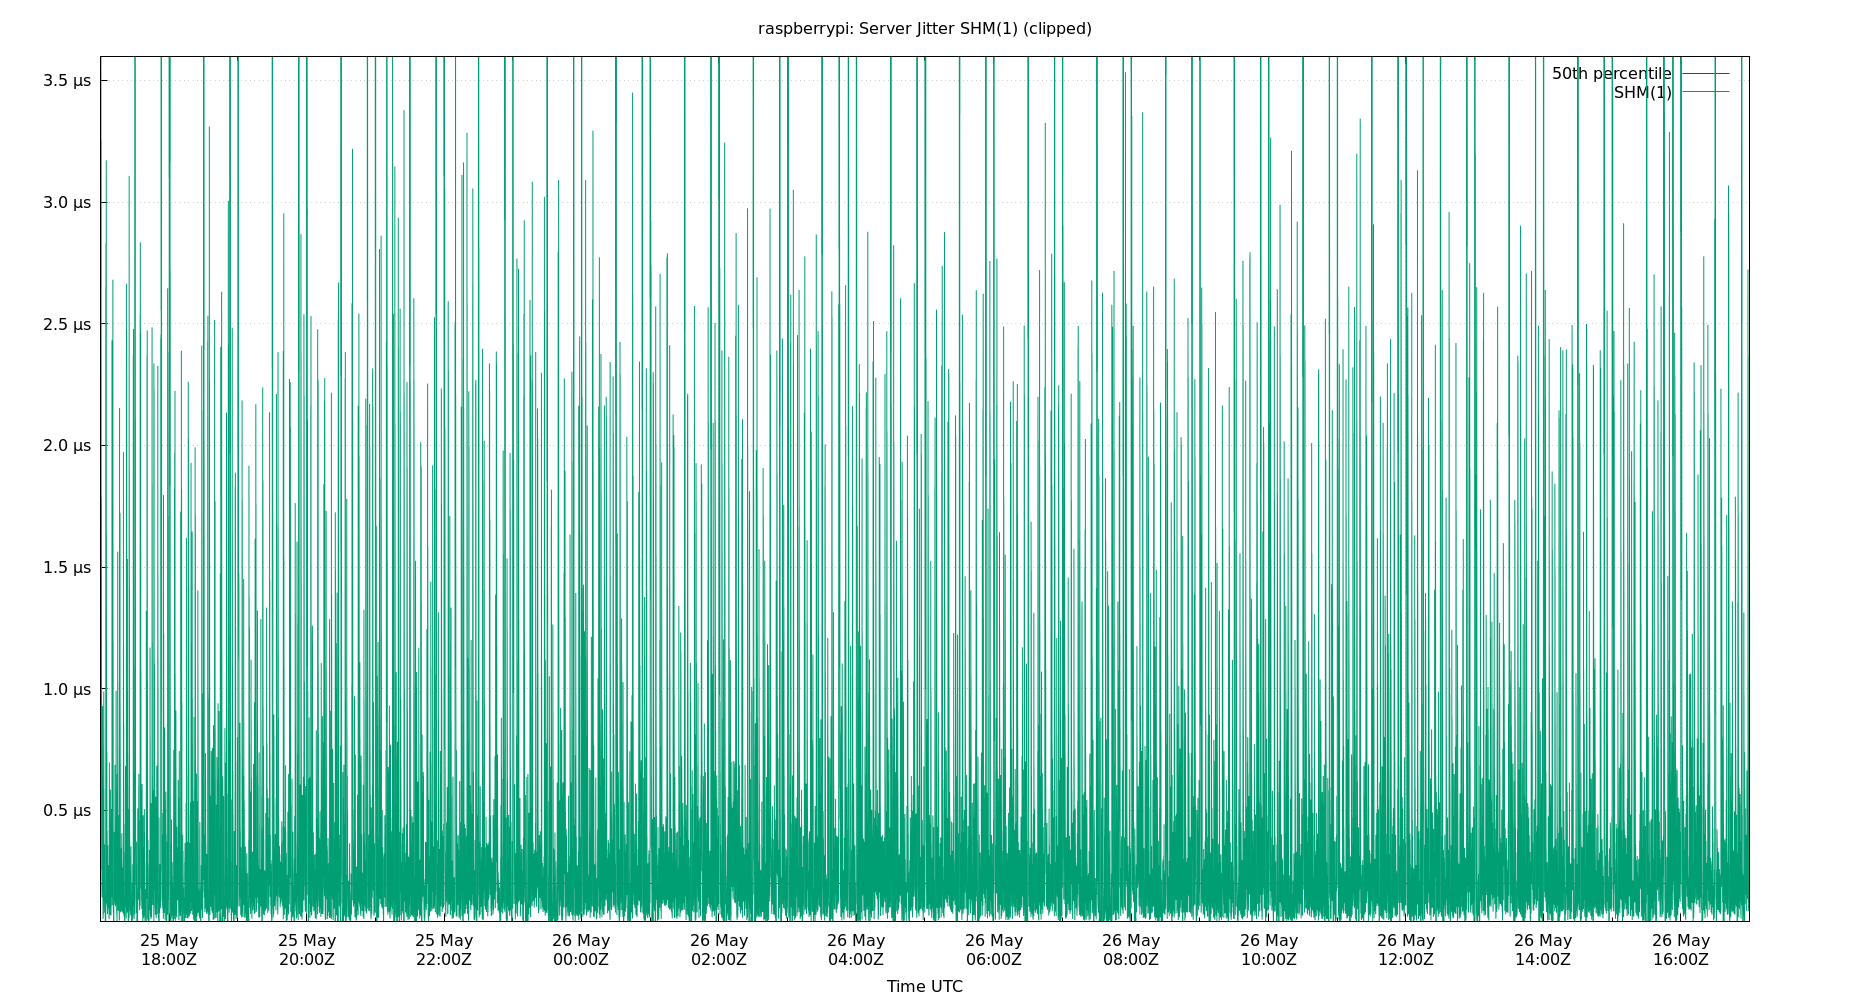 raspberrypi: Server Jitter SHM(1) (clipped)
50th percentile
SHM(1)
3.5 µs
3.0 µs
2.5 µs
2.0 µs
1.5 µs
1.0 µs
0.5 µs
25 May 25 May 25 May 26 May 26 May 26 May 26 May 26 May 26 May 26 May 26 May 26 May
18:00Z 20:00Z 22:00Z 00:00Z 02:00Z 04:00Z 06:00Z 08:00Z 10:00Z 12:00Z 14:00Z 16:00Z
Time UTC